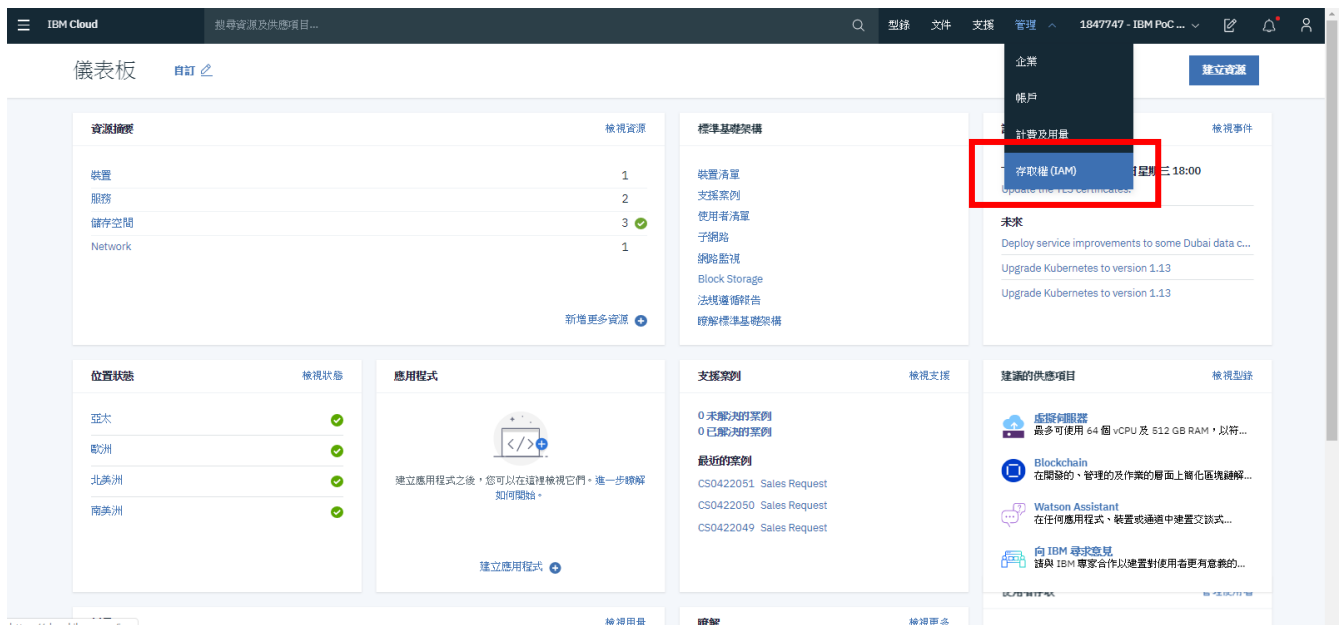 IBM Cloud
搜尋資源及供應項目...
型錄 文件 支援 管理 1847747 - IBM PoC ...
儀表板 自訂
企業
帳戶
計費及用量
存取權 (IAM)
建立資源
資源摘要 檢視資源
裝置 1
服務 2
儲存空間 3
Network 1
新增更多資源
標準基礎架構
裝置清單
支援案例
使用者清單
子網路
網路監視
Block Storage
法規遵循報告
瞭解標準基礎架構
檢視事件
星期三 18:00
Update the TLS certificates.
未來
Deploy service improvements to some Dubai data c...
Upgrade Kubernetes to version 1.13
Upgrade Kubernetes to version 1.13
位置狀態 檢視狀態
亞太
歐洲
北美洲
南美洲
應用程式
建立應用程式之後，您可以在這裡檢視它們。進一步瞭解
如何開始。
建立應用程式
支援案例 檢視支援
0 未解決的案例
0 已解決的案例
最近的案例
CS0422051 Sales Request
CS0422050 Sales Request
CS0422049 Sales Request
建議的供應項目 檢視型錄
虛擬伺服器
最多可使用 64 個 vCPU 及 512 GB RAM，以符...
Blockchain
在開發的、管理的及作業的層面上簡化區塊鏈解...
Watson Assistant
在任何應用程式、裝置或通道中建置交談式...
向 IBM 尋求意見
請與 IBM 專家合作以建置對使用者更有意義的...
檢視用量
瞭解 檢視更多